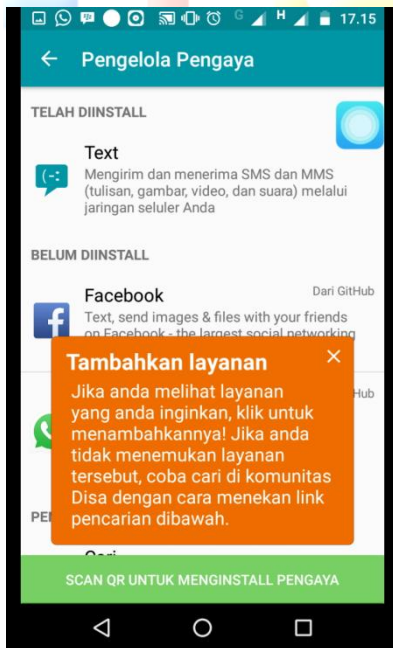 G H 17.15
Pengelola Pengaya
TELAH DIINSTALL
Text
Mengirim dan menerima SMS dan MMS
(tulisan, gambar, video, dan suara) melalui
jaringan seluler Anda
BELUM DIINSTALL
Facebook Dari GitHub
Text, send images & files with your friends
on Facebook - the largest social networking
Tambahkan layanan
Jika anda melihat layanan
yang anda inginkan, klik untuk
menambahkannya! Jika anda
tidak menemukan layanan
tersebut, coba cari di komunitas
Disa dengan cara menekan link
pencarian dibawah.
Hub
PE
Cari
SCAN QR UNTUK MENGINSTALL PENGAYA